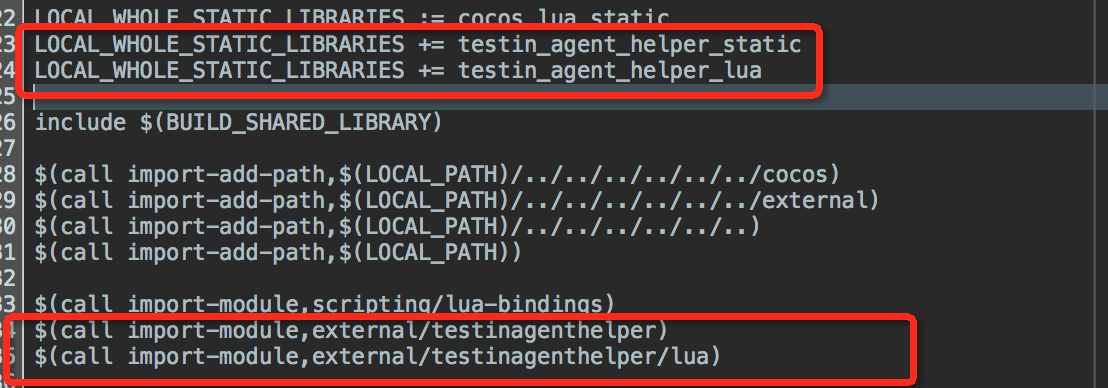 22 LOCAL_WHOLE_STATIC_LIBRARIES := cocos_lua_static
23 LOCAL_WHOLE_STATIC_LIBRARIES += testin_agent_helper_static
24 LOCAL_WHOLE_STATIC_LIBRARIES += testin_agent_helper_lua
25
26 include $(BUILD_SHARED_LIBRARY)
27
28 $(call import-add-path,$(LOCAL_PATH)/../../../../../../cocos)
29 $(call import-add-path,$(LOCAL_PATH)/../../../../../../external)
30 $(call import-add-path,$(LOCAL_PATH)/../../../../../..)
31 $(call import-add-path,$(LOCAL_PATH))
32
33 $(call import-module,scripting/lua-bindings)
34 $(call import-module,external/testinagenthelper)
35 $(call import-module,external/testinagenthelper/lua)